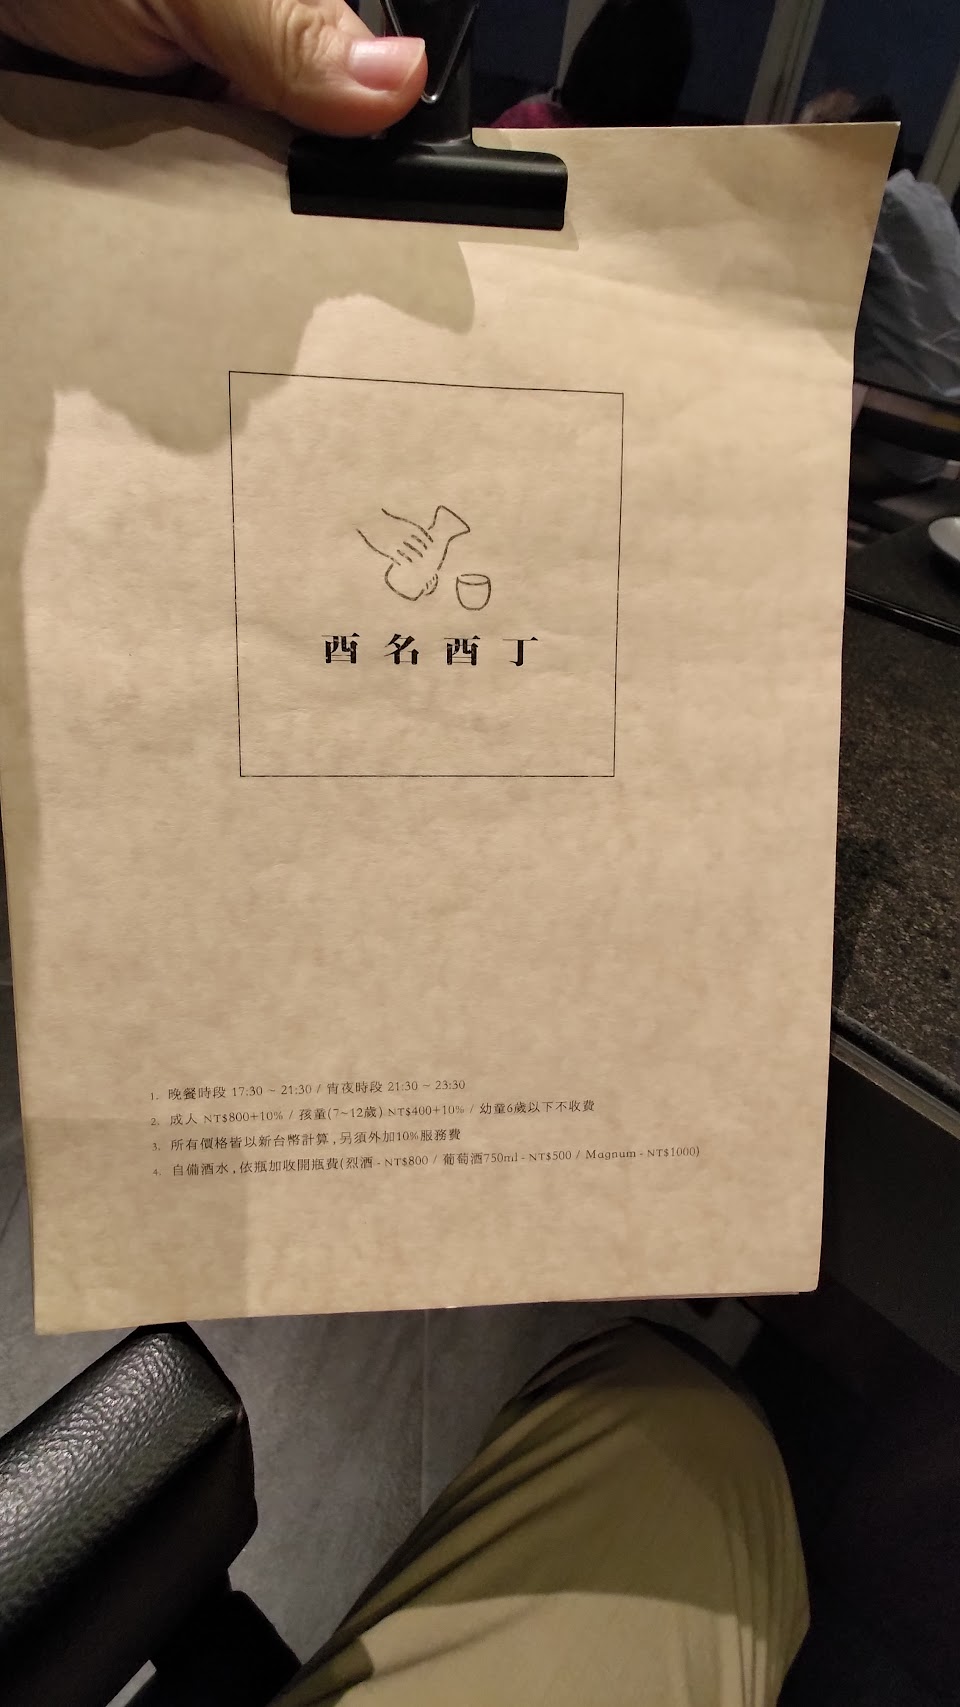 酉名酉丁
1. 晚餐時段 17:30 ~ 21:30 / 宵夜時段 21:30 ~ 23:30
2. 成人 NT$800+10% / 孩童(7~12歲) NT$400+10% / 幼童6歲以下不收費
3. 所有價格皆以新台幣計算,另須外加10%服務費
4. 自備酒水,依瓶加收開瓶費(烈酒 - NT$800 / 葡萄酒750ml - NT$500 / Magnum - NT$1000)